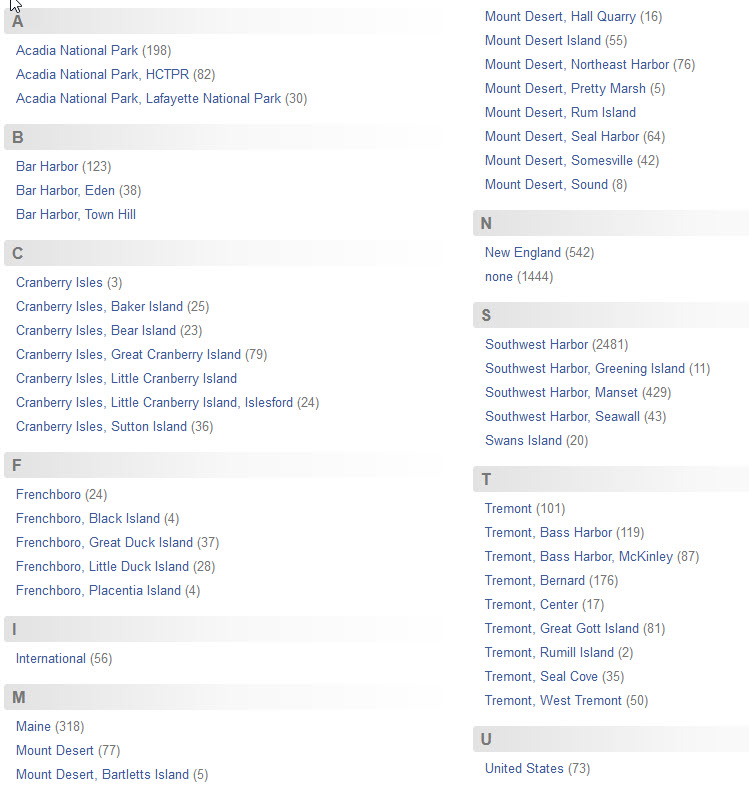 A
Acadia National Park (198)
Acadia National Park, HCTPR (82)
Acadia National Park, Lafayette National Park (30)
B
Bar Harbor (123)
Bar Harbor, Eden (38)
Bar Harbor, Town Hill
C
Cranberry Isles (3)
Cranberry Isles, Baker Island (25)
Cranberry Isles, Bear Island (23)
Cranberry Isles, Great Cranberry Island (79)
Cranberry Isles, Little Cranberry Island
Cranberry Isles, Little Cranberry Island, Islesford (24)
Cranberry Isles, Sutton Island (36)
F
Frenchboro (24)
Frenchboro, Black Island (4)
Frenchboro, Great Duck Island (37)
Frenchboro, Little Duck Island (28)
Frenchboro, Placentia Island (4)
I
International (56)
M
Maine (318)
Mount Desert (77)
Mount Desert, Bartletts Island (5)
Mount Desert, Hall Quarry (16)
Mount Desert Island (55)
Mount Desert, Northeast Harbor (76)
Mount Desert, Pretty Marsh (5)
Mount Desert, Rum Island
Mount Desert, Seal Harbor (64)
Mount Desert, Somesville (42)
Mount Desert, Sound (8)
N
New England (542)
none (1444)
S
Southwest Harbor (2481)
Southwest Harbor, Greening Island (11)
Southwest Harbor, Manset (429)
Southwest Harbor, Seawall (43)
Swans Island (20)
T
Tremont (101)
Tremont, Bass Harbor (119)
Tremont, Bass Harbor, McKinley (87)
Tremont, Bernard (176)
Tremont, Center (17)
Tremont, Great Gott Island (81)
Tremont, Rumill Island (2)
Tremont, Seal Cove (35)
Tremont, West Tremont (50)
U
United States (73)